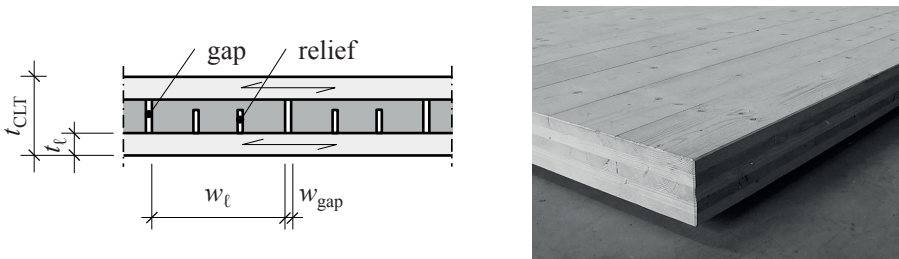 gap
relief
t_CLT
t_ℓ
w_ℓ
w_gap